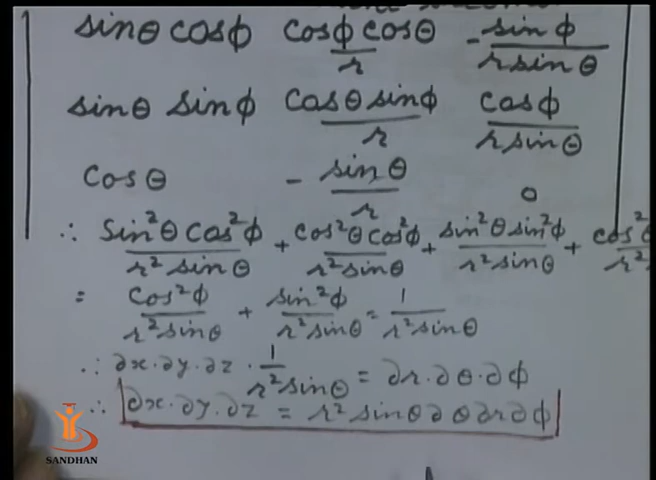 sinθ cosϕ cosϕ cosθ/r -sinϕ/r sinθ
sinθ sinϕ cosθ sinϕ/r cosϕ/r sinθ
cosθ -sinθ/r 0
∴ sin²θ cos²ϕ/r² sinθ + cos²θ cos²ϕ/r² sinθ + sin²θ sin²ϕ/r² sinθ +
= cos²ϕ/r² sinθ + sin²ϕ/r² sinθ = 1/r² sinθ
∴ ∂x·∂y·∂z · 1/r² sinθ = ∂r·∂θ·∂ϕ
∴ ∂x·∂y·∂z = r² sinθ ∂θ ∂r ∂ϕ
SANDHAN